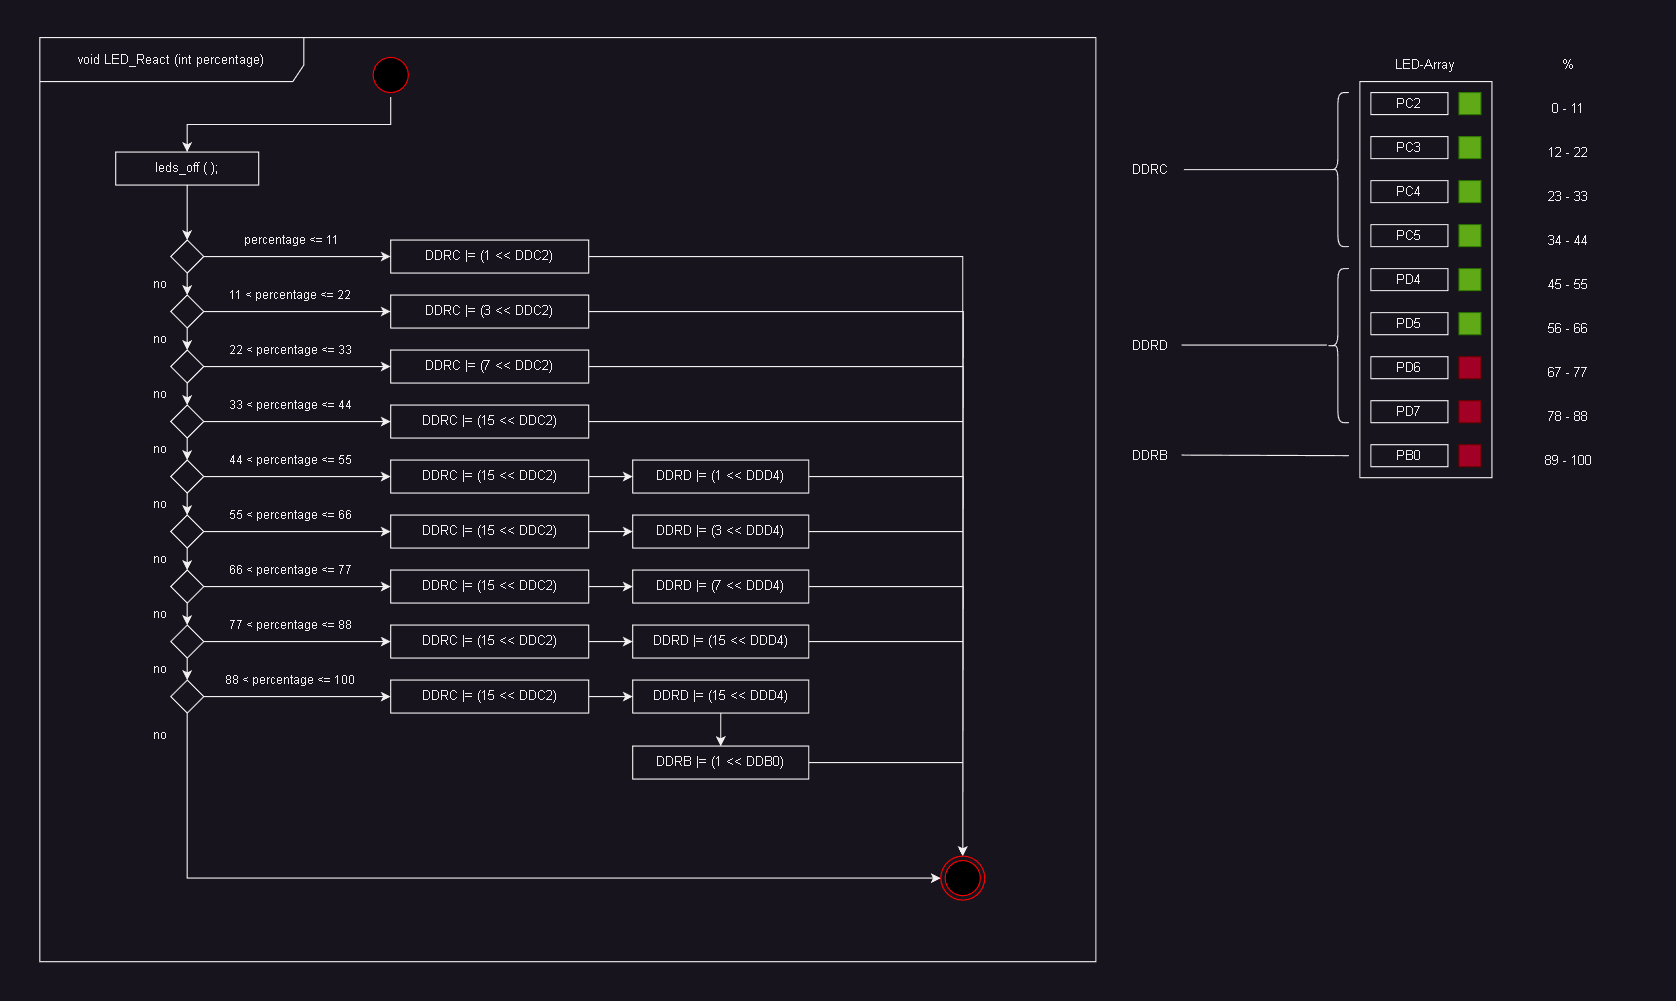 void LED_React (int percentage)
leds_off ( );
percentage <= 11
DDRC |= (1 << DDC2)
no
11 < percentage <= 22
DDRC |= (3 << DDC2)
no
22 < percentage <= 33
DDRC |= (7 << DDC2)
no
33 < percentage <= 44
DDRC |= (15 << DDC2)
no
44 < percentage <= 55
DDRC |= (15 << DDC2)
DDRD |= (1 << DDD4)
no
55 < percentage <= 66
DDRC |= (15 << DDC2)
DDRD |= (3 << DDD4)
no
66 < percentage <= 77
DDRC |= (15 << DDC2)
DDRD |= (7 << DDD4)
no
77 < percentage <= 88
DDRC |= (15 << DDC2)
DDRD |= (15 << DDD4)
no
88 < percentage <= 100
DDRC |= (15 << DDC2)
DDRD |= (15 << DDD4)
no
DDRB |= (1 << DDB0)
LED-Array
%
PC2
0 - 11
PC3
12 - 22
DDRC
PC4
23 - 33
PC5
34 - 44
PD4
45 - 55
PD5
56 - 66
DDRD
PD6
67 - 77
PD7
78 - 88
DDRB
PB0
89 - 100